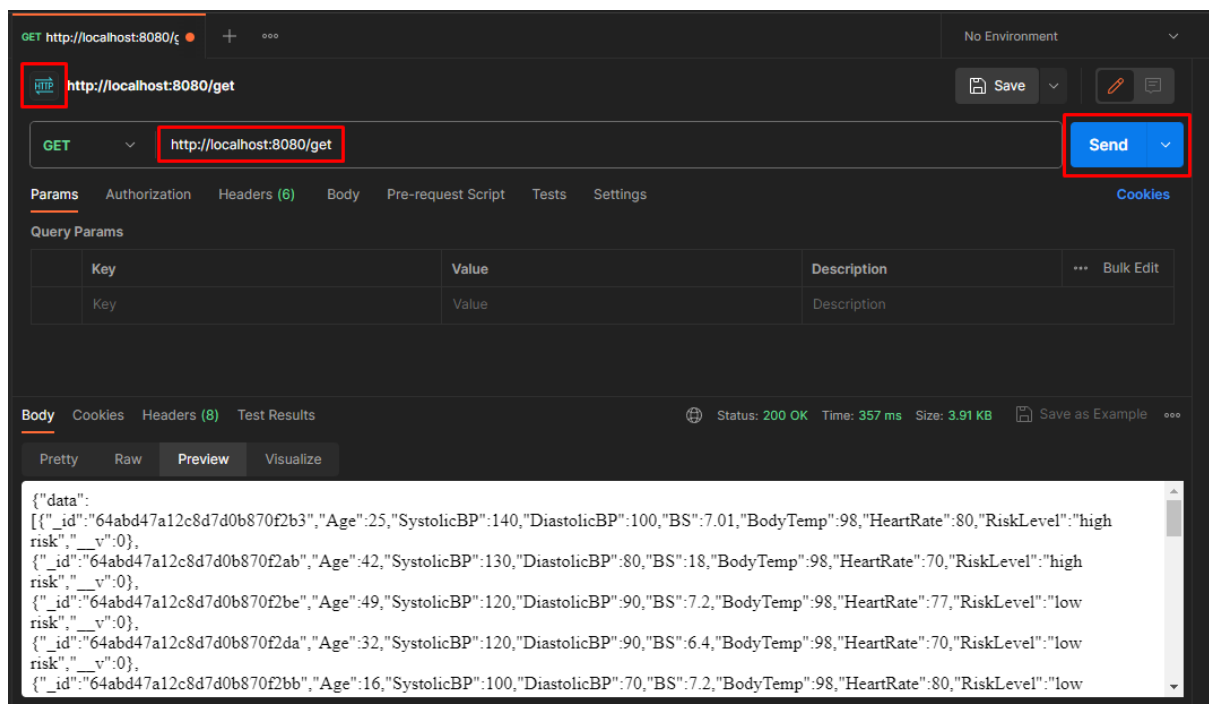 GET http://localhost:8080/g No Environment
HTTP http://localhost:8080/get Save
GET http://localhost:8080/get Send
Params Authorization Headers (6) Body Pre-request Script Tests Settings Cookies
Query Params
Key Value Description Bulk Edit
Key Value Description
Body Cookies Headers (8) Test Results Status: 200 OK Time: 357 ms Size: 3.91 KB Save as Example
Pretty Raw Preview Visualize
{"data":
[{"_id":"64abd47a12c8d7d0b870f2b3","Age":25,"SystolicBP":140,"DiastolicBP":100,"BS":7.01,"BodyTemp":98,"HeartRate":80,"RiskLevel":"high
risk","__v":0},
{"_id":"64abd47a12c8d7d0b870f2ab","Age":42,"SystolicBP":130,"DiastolicBP":80,"BS":18,"BodyTemp":98,"HeartRate":70,"RiskLevel":"high
risk","__v":0},
{"_id":"64abd47a12c8d7d0b870f2be","Age":49,"SystolicBP":120,"DiastolicBP":90,"BS":7.2,"BodyTemp":98,"HeartRate":77,"RiskLevel":"low
risk","__v":0},
{"_id":"64abd47a12c8d7d0b870f2da","Age":32,"SystolicBP":120,"DiastolicBP":90,"BS":6.4,"BodyTemp":98,"HeartRate":70,"RiskLevel":"low
risk","__v":0},
{"_id":"64abd47a12c8d7d0b870f2bb","Age":16,"SystolicBP":100,"DiastolicBP":70,"BS":7.2,"BodyTemp":98,"HeartRate":80,"RiskLevel":"low